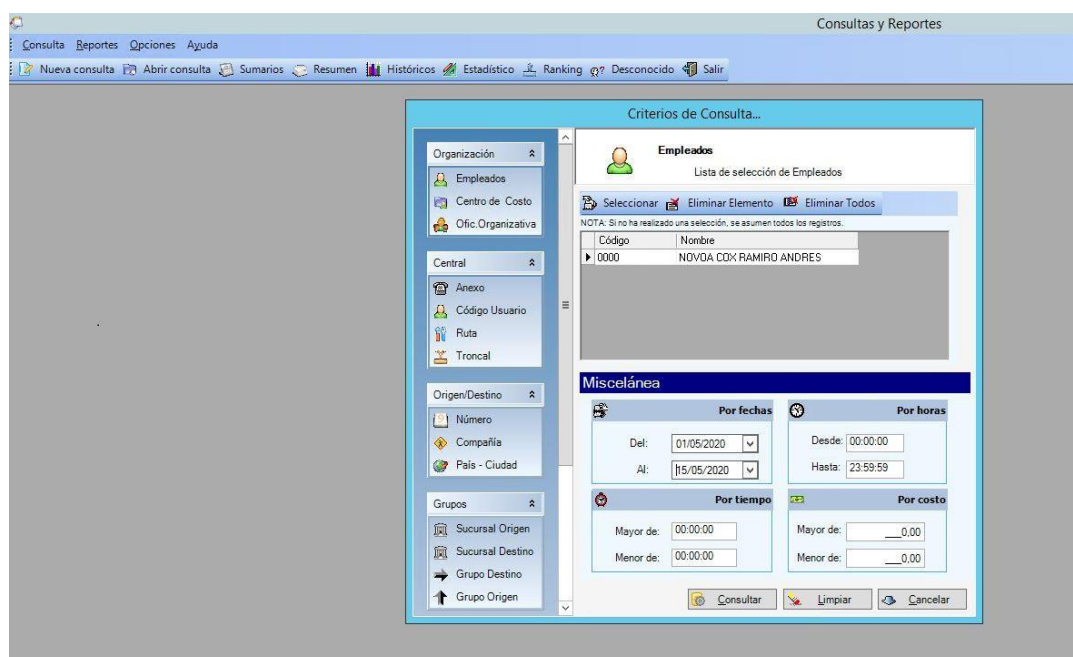 Consultas y Reportes
Consulta Reportes Opciones Ayuda
Nueva consulta Abrir consulta Sumarios Resumen Históricos Estadístico Ranking Desconocido Salir
Criterios de Consulta...
Organización
Empleados
Centro de Costo
Ofic.Organizativa
Central
Anexo
Código Usuario
Ruta
Troncal
Origen/Destino
Número
Compañía
País - Ciudad
Grupos
Sucursal Origen
Sucursal Destino
Grupo Destino
Grupo Origen
Empleados
Lista de selección de Empleados
Seleccionar Eliminar Elemento Eliminar Todos
NOTA: Si no ha realizado una selección, se asumen todos los registros.
Código Nombre
0000 NOVOA COX RAMIRO ANDRES
Miscelánea
Por fechas
Del: 01/05/2020
Al: 15/05/2020
Por horas
Desde: 00:00:00
Hasta: 23:59:59
Por tiempo
Mayor de: 00:00:00
Menor de: 00:00:00
Por costo
Mayor de: ___0,00
Menor de: ___0,00
Consultar Limpiar Cancelar